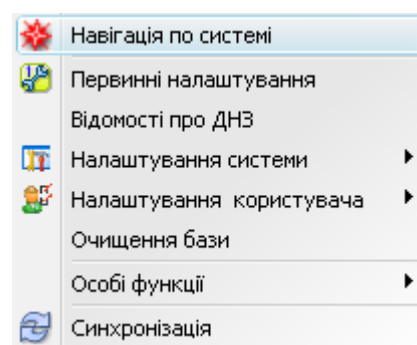 Навігація по системі
Первинні налаштування
Відомості про ДНЗ
Налаштування системи
Налаштування користувача
Очищення бази
Особі функції
Синхронізація